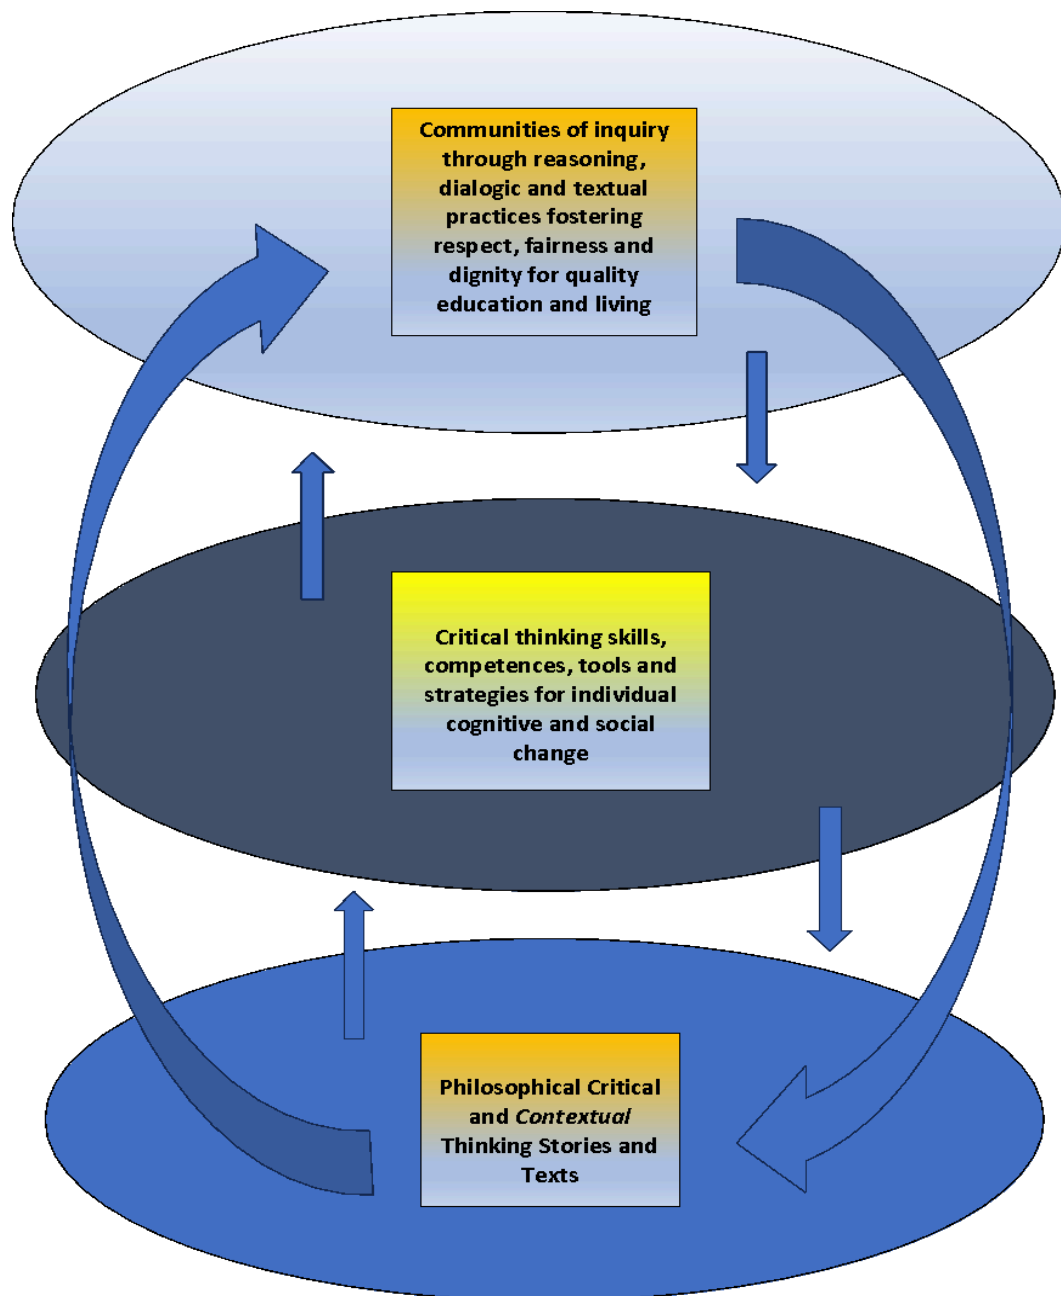 Communities of inquiry
through reasoning,
dialogic and textual
practices fostering
respect, fairness and
dignity for quality
education and living
Critical thinking skills,
competences, tools and
strategies for individual
cognitive and social
change
Philosophical Critical
and Contextual
Thinking Stories and
Texts